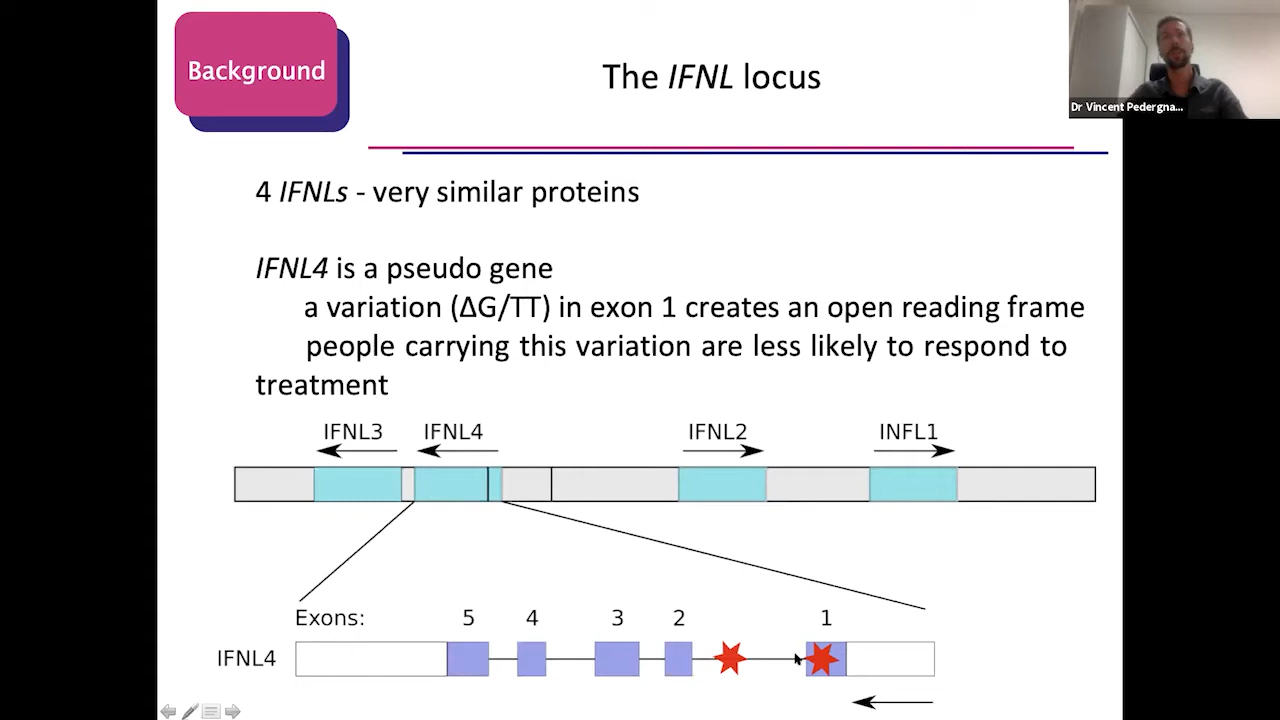 Background
The IFNL locus
Dr Vincent Pedergna...
4 IFNLs - very similar proteins
IFNL4 is a pseudo gene
a variation (ΔG/TT) in exon 1 creates an open reading frame
people carrying this variation are less likely to respond to
treatment
IFNL3 IFNL4 IFNL2 INFL1
Exons: 5 4 3 2 1
IFNL4